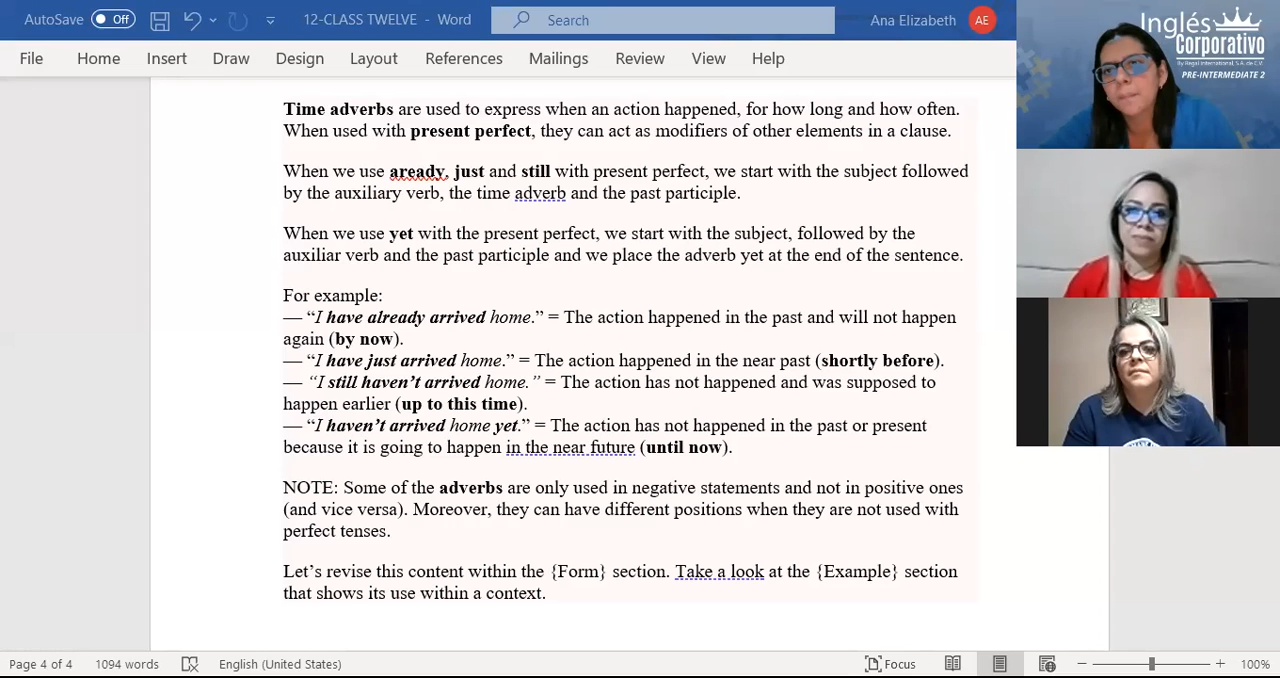 AutoSave Off 12-CLASS TWELVE - Word Search Ana Elizabeth AE
File Home Insert Draw Design Layout References Mailings Review View Help
Time adverbs are used to express when an action happened, for how long and how often.
When used with present perfect, they can act as modifiers of other elements in a clause.
When we use aready, just and still with present perfect, we start with the subject followed
by the auxiliary verb, the time adverb and the past participle.
When we use yet with the present perfect, we start with the subject, followed by the
auxiliar verb and the past participle and we place the adverb yet at the end of the sentence.
For example:
— “I have already arrived home.” = The action happened in the past and will not happen
again (by now).
— “I have just arrived home.” = The action happened in the near past (shortly before).
— “I still haven’t arrived home.” = The action has not happened and was supposed to
happen earlier (up to this time).
— “I haven’t arrived home yet.” = The action has not happened in the past or present
because it is going to happen in the near future (until now).
NOTE: Some of the adverbs are only used in negative statements and not in positive ones
(and vice versa). Moreover, they can have different positions when they are not used with
perfect tenses.
Let’s revise this content within the {Form} section. Take a look at the {Example} section
that shows its use within a context.
Page 4 of 4 1094 words English (United States) Focus 100%
Inglés
Corporativo
By Regal International, S.A. de C.V.
PRE-INTERMEDIATE 2